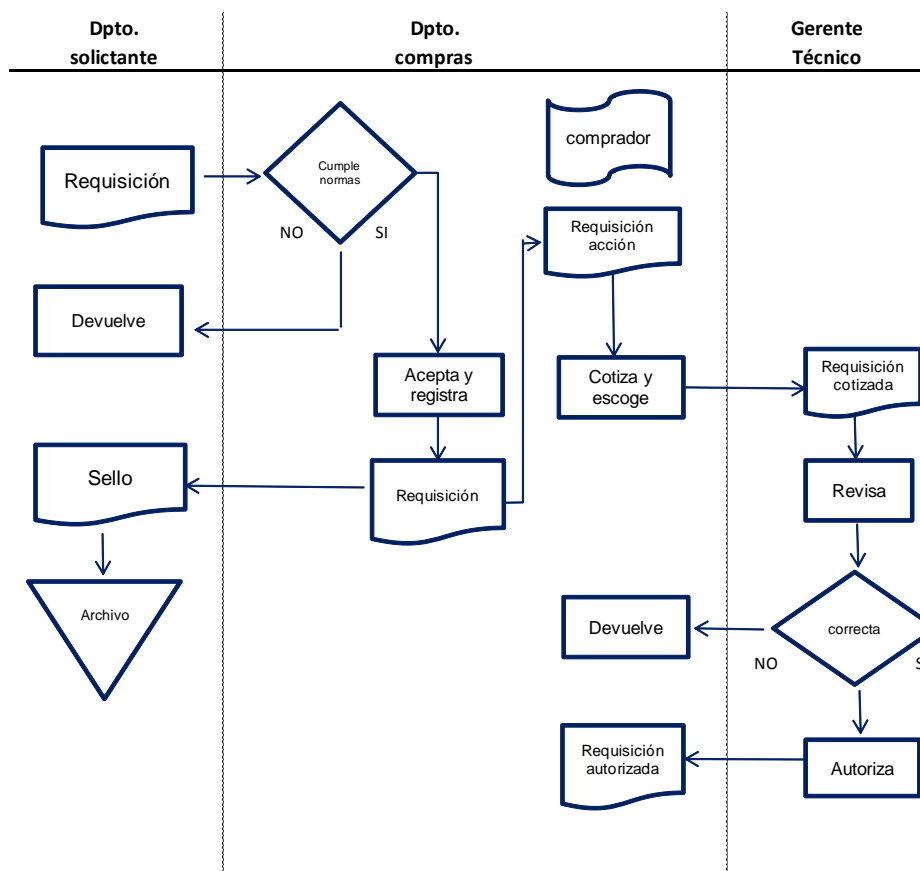 Dpto.
solictante
Dpto.
compras
Gerente
Técnico
comprador
Cumple
normas
Requisición
NO
SI
Requisición
acción
Devuelve
Acepta y
registra
Cotiza y
escoge
Requisición
cotizada
Sello
Requisición
Revisa
Archivo
Devuelve
correcta
NO
S
Requisición
autorizada
Autoriza